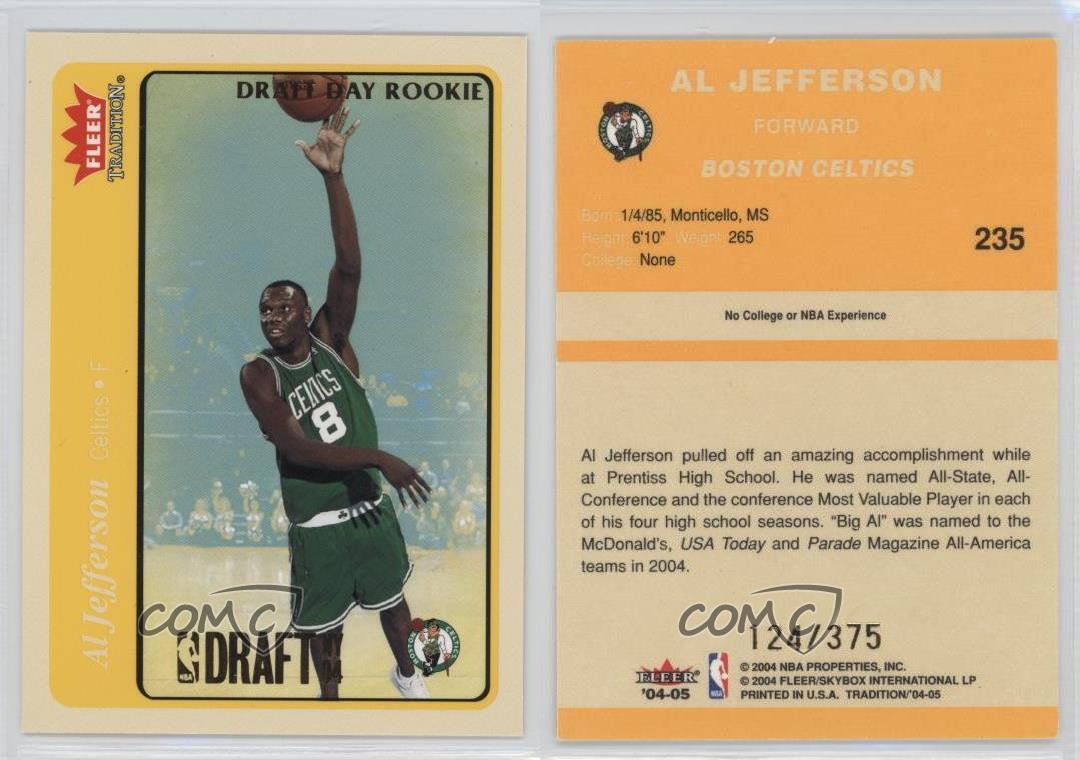 DRAFT DAY ROOKIE
FLEER
TRADITION®
Al Jefferson Celtics • F
CELTICS
8
COMC
NBA
DRAFT
04
BOSTON CELTICS
AL JEFFERSON
FORWARD
BOSTON CELTICS
Born: 1/4/85, Monticello, MS
Height: 6'10" Weight: 265
College: None
235
No College or NBA Experience
Al Jefferson pulled off an amazing accomplishment while
at Prentiss High School. He was named All-State, All-
Conference and the conference Most Valuable Player in each
of his four high school seasons. “Big Al” was named to the
McDonald's, USA Today and Parade Magazine All-America
teams in 2004.
COMC
124/375
FLEER
'04-05
NBA
© 2004 NBA PROPERTIES, INC.
© 2004 FLEER/SKYBOX INTERNATIONAL LP
PRINTED IN U.S.A. TRADITION/'04-05